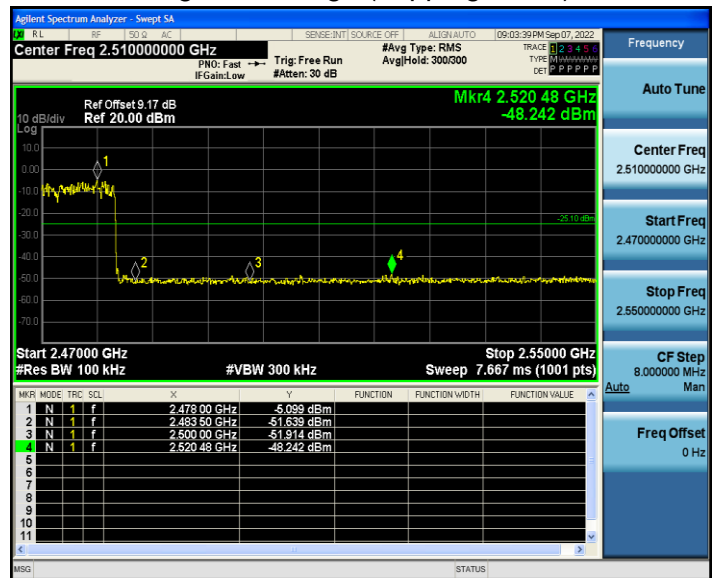 Agilent Spectrum Analyzer - Swept SA
LXI RL RF 50 Ω AC SENSE:INT SOURCE OFF ALIGN AUTO 09:03:39 PM Sep 07, 2022
Center Freq 2.510000000 GHz
PNO: Fast
IFGain:Low
Trig: Free Run
#Atten: 30 dB
#Avg Type: RMS
Avg|Hold: 300/300
TRACE 1 2 3 4 5 6
TYPE M WWWWW
DET P P P P P P
Frequency
Auto Tune
Center Freq
2.510000000 GHz
Start Freq
2.470000000 GHz
Stop Freq
2.550000000 GHz
CF Step
8.000000 MHz
Auto Man
Freq Offset
0 Hz
Ref Offset 9.17 dB
Ref 20.00 dBm
10 dB/div
Log
Mkr4 2.520 48 GHz
-48.242 dBm
10.0
0.00
-10.0
-20.0
-30.0
-40.0
-50.0
-60.0
-70.0
1
2
3
4
-25.10 dBm
Start 2.47000 GHz
#Res BW 100 kHz
#VBW 300 kHz
Stop 2.55000 GHz
Sweep 7.667 ms (1001 pts)
MKR MODE TRC SCL X Y FUNCTION FUNCTION WIDTH FUNCTION VALUE
1 N 1 f 2.478 00 GHz -5.099 dBm
2 N 1 f 2.483 50 GHz -51.639 dBm
3 N 1 f 2.500 00 GHz -51.914 dBm
4 N 1 f 2.520 48 GHz -48.242 dBm
5
6
7
8
9
10
11
MSG
STATUS